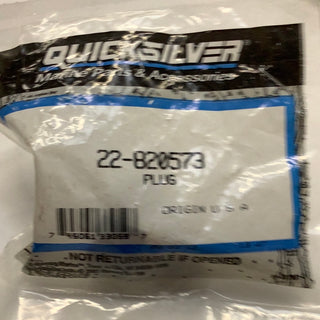 QUICKSILVER
Marine Parts & Accessories
22-820573
PLUG
ORIGIN U S A
NOT RETURNABLE IF OPENED